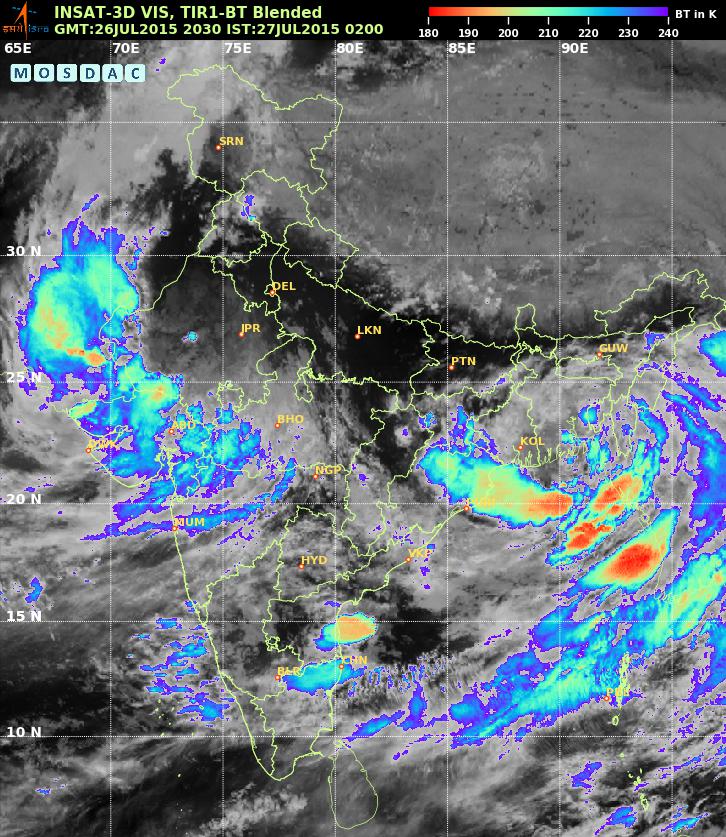 INSAT-3D VIS, TIR1-BT Blended
GMT:26JUL2015 2030 IST:27JUL2015 0200
BT in K
180 190 200 210 220 230 240
65E 70E 75E 80E 85E 90E
MOSDAC
SRN
30 N
DEL
JPR LKN
GUW
PTN
25 N
BHO
KOL
NGP
20 N
MUM
HYD
VKP
15 N
CHN
BLR
10 N